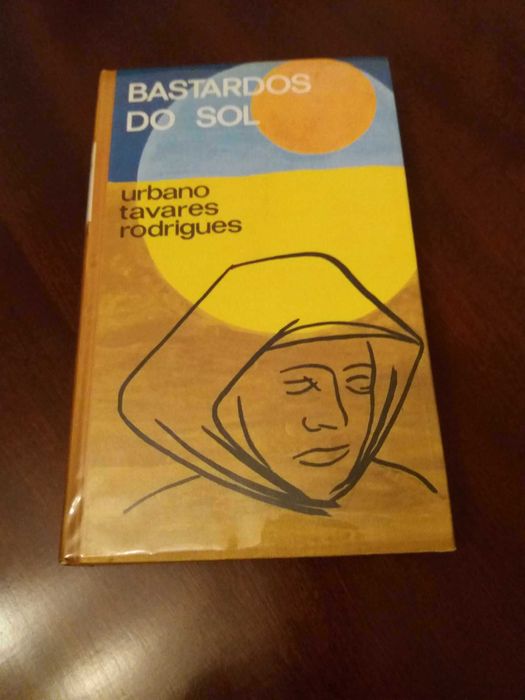 BASTARDOS
DO SOL
urbano
tavares
rodrigues